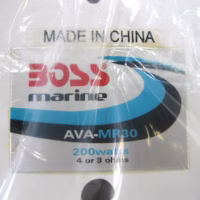 MADE IN CHINA
BOSS
marine
AVA-MR30
200watts
4 or 3 ohms